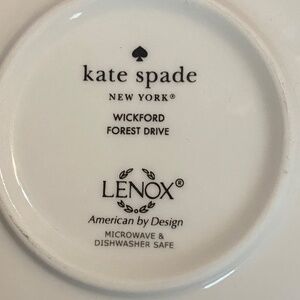 kate spade
NEW YORK®
WICKFORD
FOREST DRIVE
LENOX®
American by Design
MICROWAVE &
DISHWASHER SAFE